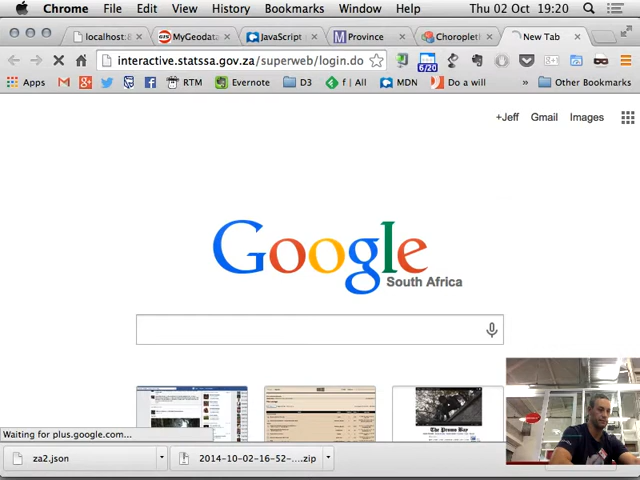 Chrome File Edit View History Bookmarks Window Help Thu 02 Oct 19:20
localhost:8 MyGeodata JavaScript Province Choropleth New Tab
interactive.statssa.gov.za/superweb/login.do 6/20
Apps RTM Evernote D3 f | All MDN Do a will » Other Bookmarks
+Jeff Gmail Images
Google
South Africa
Waiting for plus.google.com...
za2.json 2014-10-02-16-52-....zip